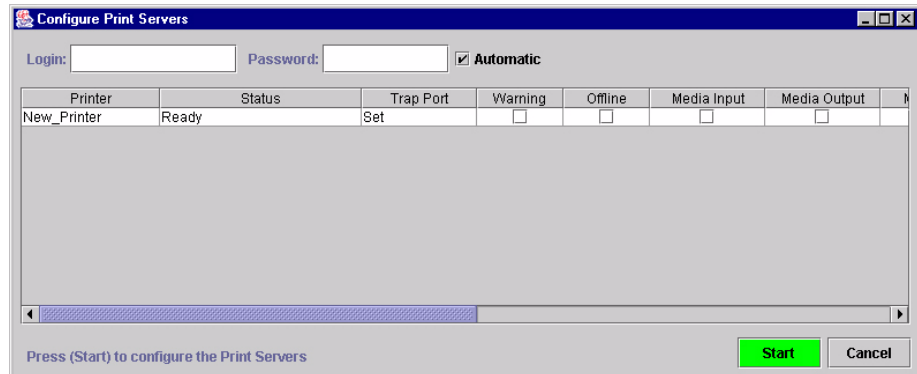 Configure Print Servers
Login: Password: Automatic
Printer Status Trap Port Warning Offline Media Input Media Output
New_Printer Ready Set
Press (Start) to configure the Print Servers Start Cancel